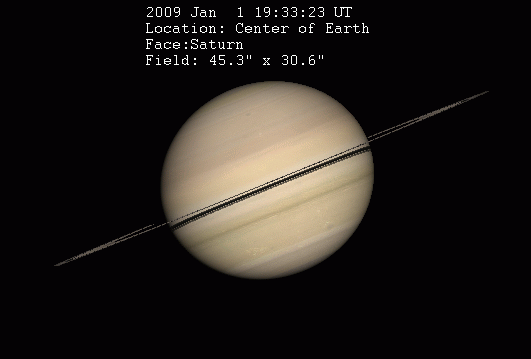 2009 Jan  1 19:33:23 UT
Location: Center of Earth
Face:Saturn
Field: 45.3" x 30.6"